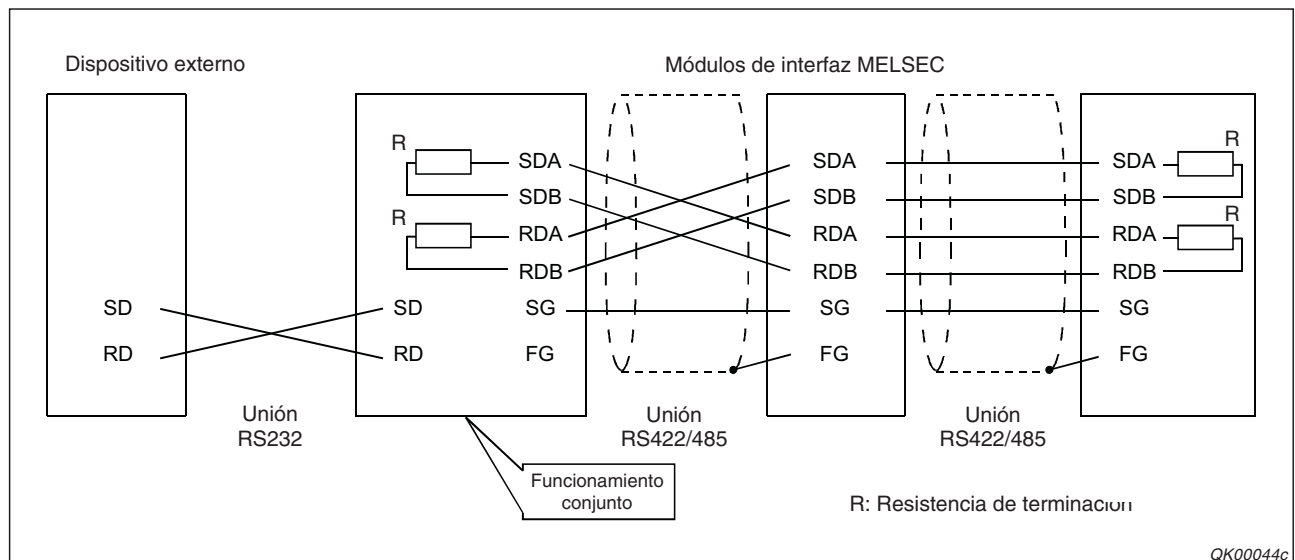 Dispositivo externo
Módulos de interfaz MELSEC
R
SDA
SDB
R
RDA
RDB
SD
SG
RD
FG
SD
RD
SDA
SDB
RDA
RDB
SG
FG
SDA
R
SDB
R
RDA
RDB
SG
FG
Unión
RS232
Unión
RS422/485
Unión
RS422/485
Funcionamiento
conjunto
R: Resistencia de terminación
QK00044c